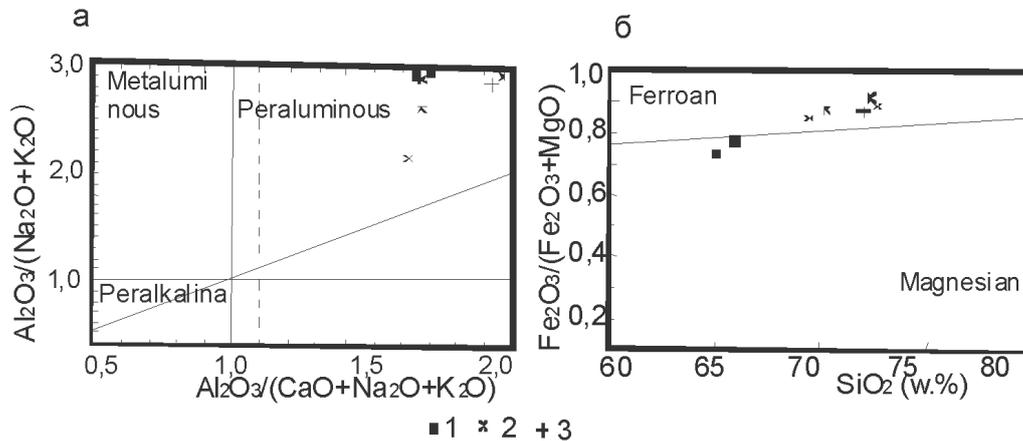 а
3,0
Metalumi
nous
Peraluminous
2,0
1,0
Peralkalina
Al2O3/(Na2O+K2O)
0,5
1,0
1,5
2,0
Al2O3/(CaO+Na2O+K2O)
б
1,0
Ferroan
0,8
0,6
0,4
Magnesian
0,2
Fe2O3/(Fe2O3+MgO)
60
65
70
75
80
SiO2 (w.%)
1 2 3